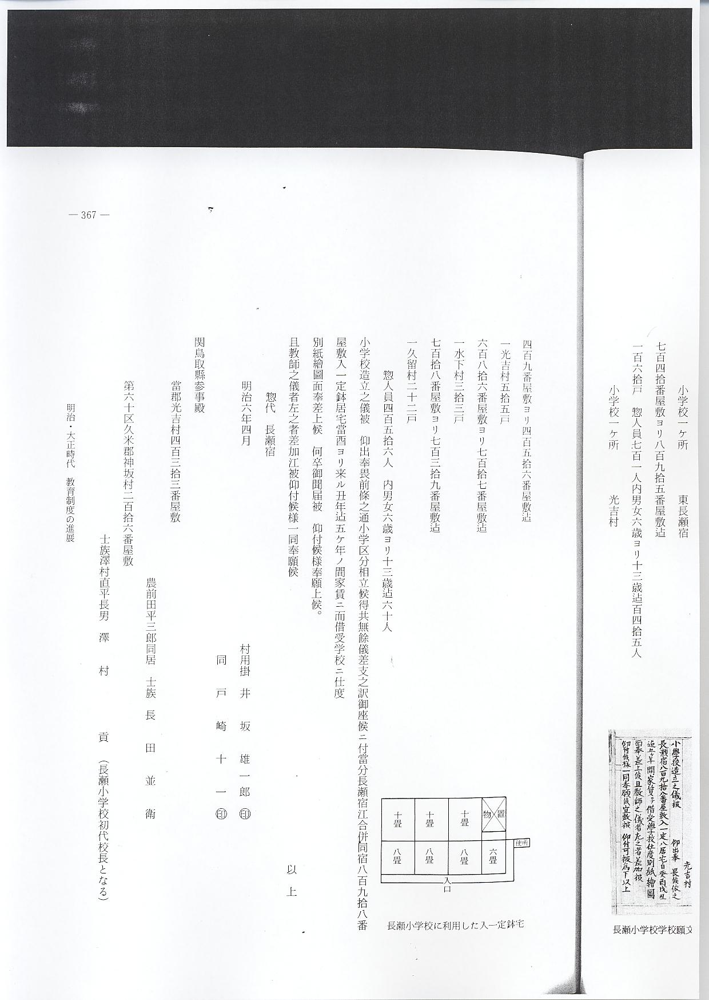 小学校一ケ所　東長瀬宿
七百四拾番屋敷ヨリ八百九拾五番屋敷迠
一百六拾戸　惣人員七百一人内男女六歳ヨリ十三歳迠百四拾五人
小学校一ケ所　光吉村
光吉村
小學校造立之儀被　仰出奉　畏候依之
長瀬宿八百九拾八番屋敷入一定八居宅自癸酉戊丑
迠五ケ年間家賃ニテ借受學校仕度別紙繪圖
面奉差上候且教師之儀者左之者差加被
仰付候様一同奉願候宜敷被　仰付可被為下以上
長瀬小学校学校願文
四百九番屋敷ヨリ四百五拾六番屋敷迠
一光吉村五拾五戸
六百八拾六番屋敷ヨリ七百拾七番屋敷迠
一水下村三拾三戸
七百拾八番屋敷ヨリ七百三拾九番屋敷迠
一久留村二十二戸
惣人員四百五拾六人　内男女六歳ヨリ十三歳迠六十人
小学校造立之儀被　仰出奉畏前條之通小学区分相立候得共無餘儀差支之訳御座候ニ付當分長瀬宿江合併同宿八百九拾八番
屋敷入一定鉢居宅當酉ヨリ来ル丑年迠五ケ年ノ間家賃ニ而借受学校ニ仕度
別紙繪圖面奉差上候　何卒御聞届被　仰付候様奉願上候。
且教師之儀者左之者差加江被仰付候様一同奉願候　以上
惣代　長瀬宿
明治六年四月　村用掛　井坂雄一郎㊞
同　戸崎十一㊞
関鳥取縣参事殿
當郡光吉村四百三拾三番屋敷
農前田平三郎同居　士族　長田並衛
第六十区久米郡神坂村二百拾六番屋敷
士族澤村直平長男　澤村　貢　（長瀬小学校初代校長となる）
十畳
十畳
十畳
物置
便所
八畳
八畳
八畳
六畳
入口
長瀬小学校に利用した入一定鉢宅
明治・大正時代　教育制度の進展
— 367 —